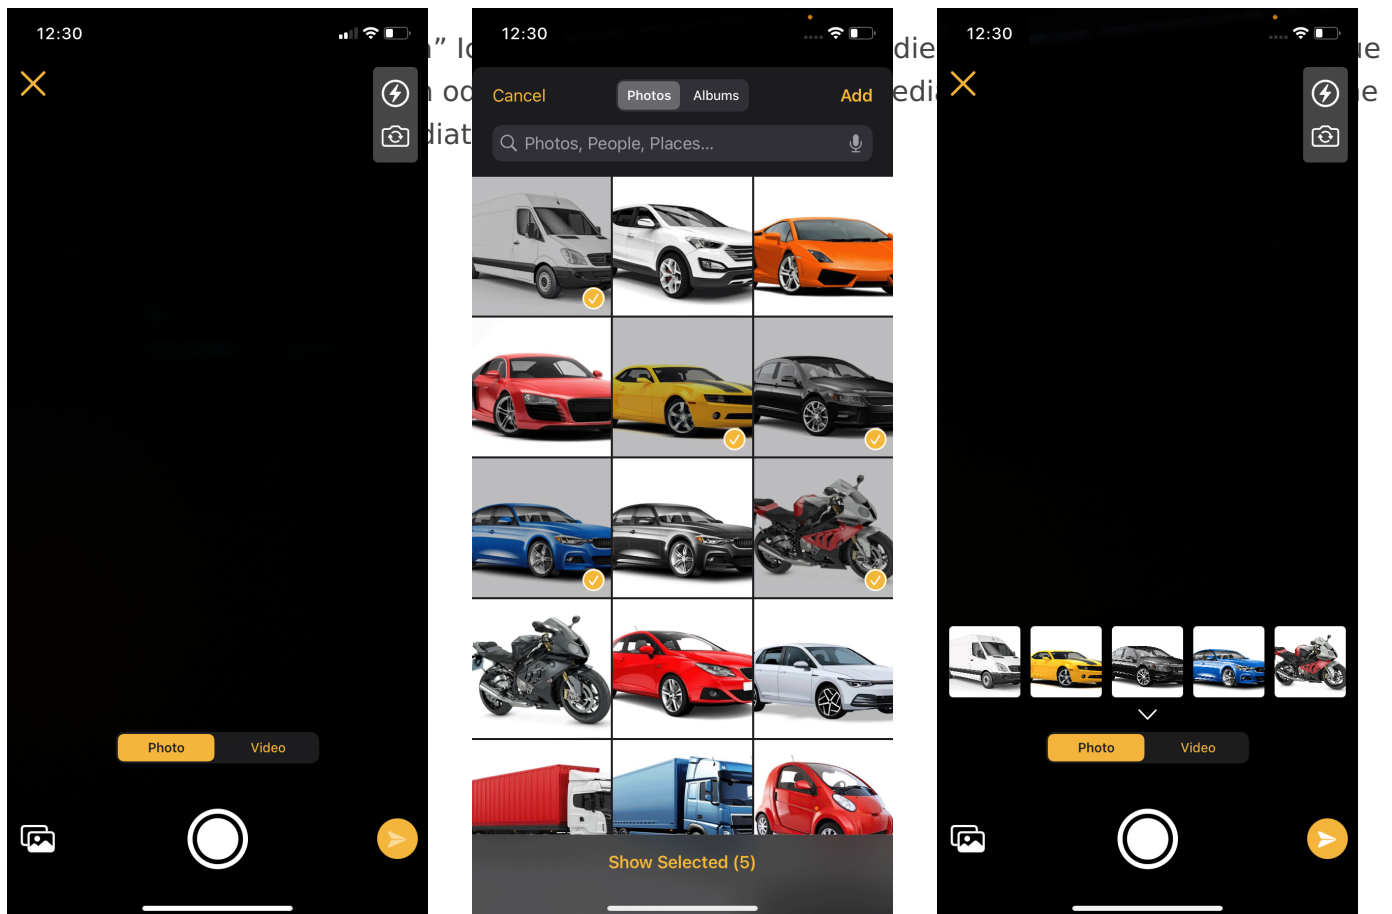 12:30
Cancel
Photos
Albums
Add
Photos, People, Places...
Show Selected (5)
Photo
Video
12:30
12:30
Photo
Video